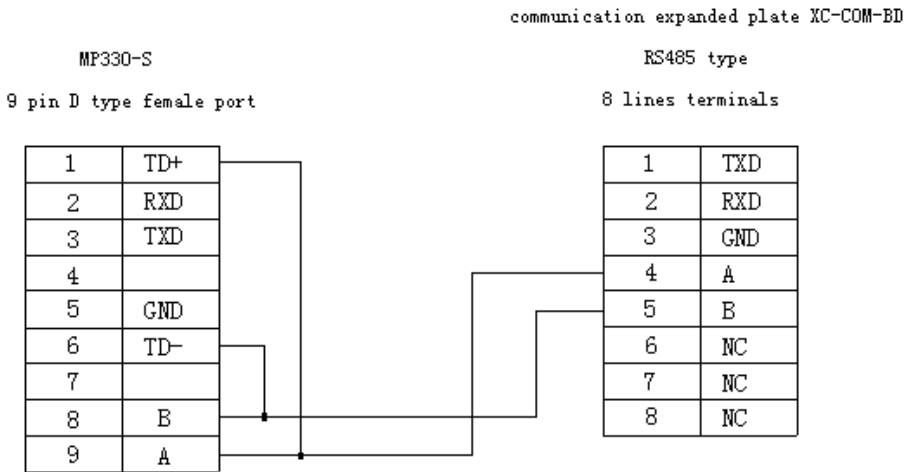 communication expanded plate XC-COM-BD
MP330-S
RS485 type
9 pin D type female port
8 lines terminals
1 TD+
2 RXD
3 TXD
4
5 GND
6 TD-
7
8 B
9 A
1 TXD
2 RXD
3 GND
4 A
5 B
6 NC
7 NC
8 NC